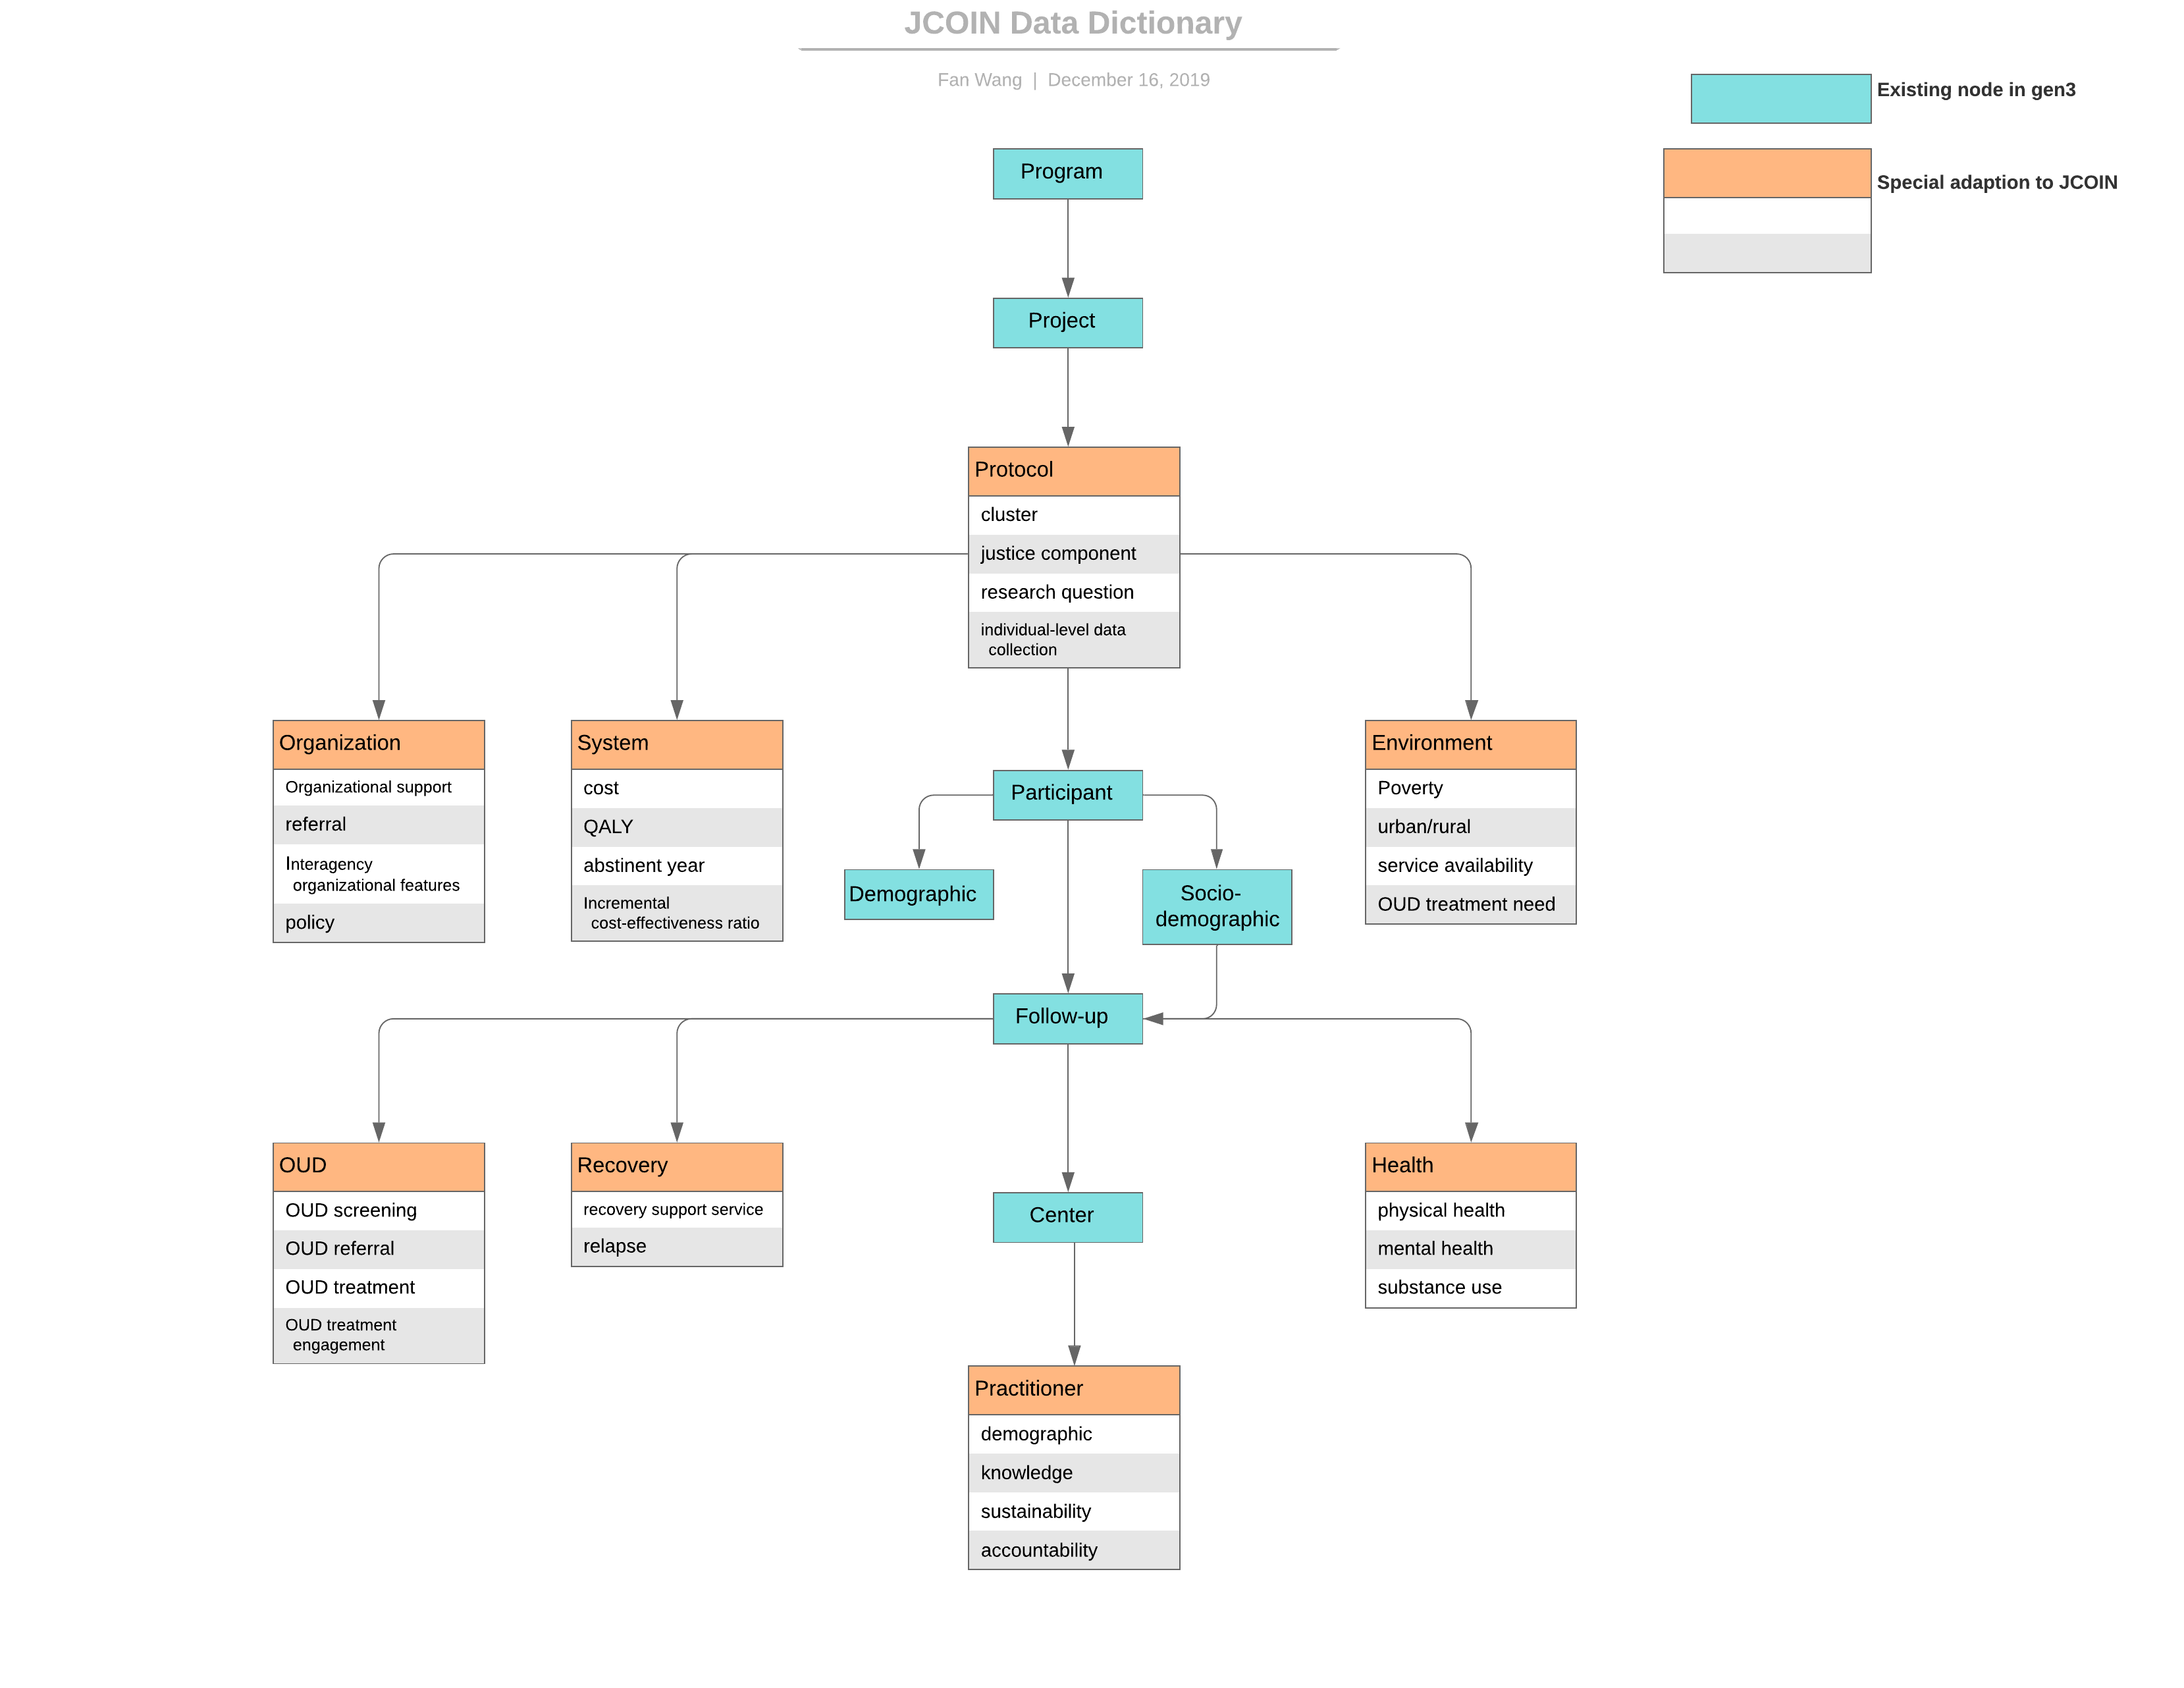 JCOIN Data Dictionary
Fan Wang | December 16, 2019
Existing node in gen3
Special adaption to JCOIN
Program
Project
Protocol
cluster
justice component
research question
individual-level data
collection
Organization
Organizational support
referral
Interagency
organizational features
policy
System
cost
QALY
abstinent year
Incremental
cost-effectiveness ratio
Participant
Demographic
Socio-
demographic
Environment
Poverty
urban/rural
service availability
OUD treatment need
Follow-up
OUD
OUD screening
OUD referral
OUD treatment
OUD treatment
engagement
Recovery
recovery support service
relapse
Center
Health
physical health
mental health
substance use
Practitioner
demographic
knowledge
sustainability
accountability